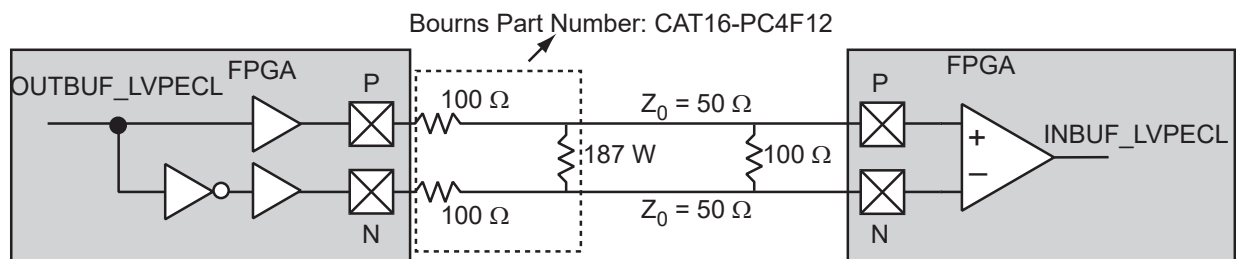 Bourns Part Number: CAT16-PC4F12
OUTBUF_LVPECL
FPGA
P
100 Ω
Z0 = 50 Ω
187 W
100 Ω
100 Ω
N
Z0 = 50 Ω
FPGA
P
+
−
INBUF_LVPECL
N